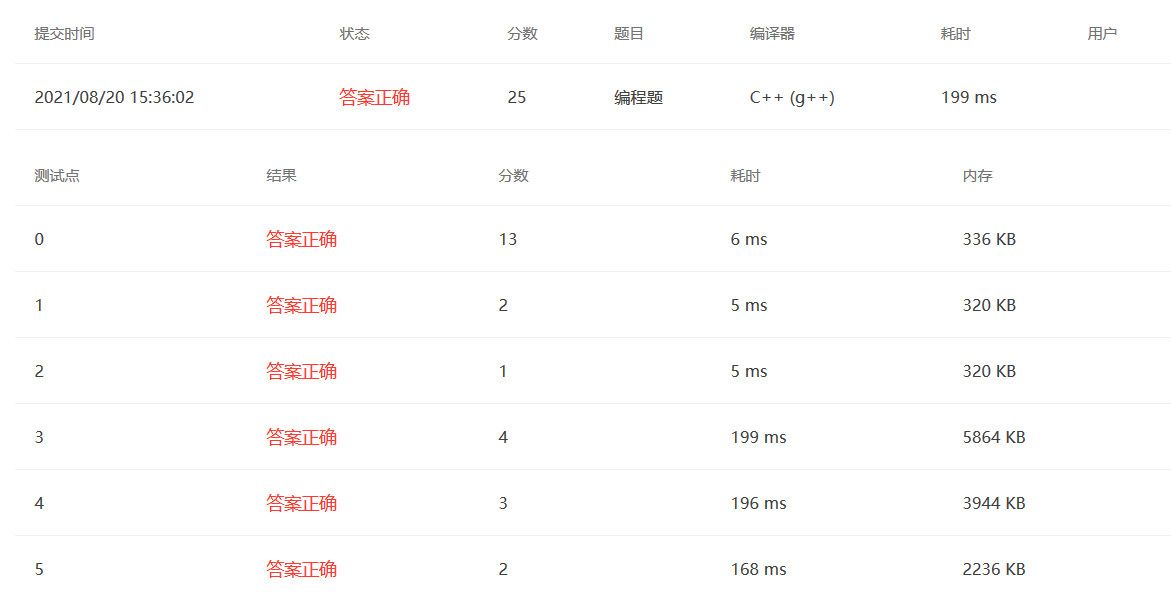 提交时间 状态 分数 题目 编译器 耗时 用户
2021/08/20 15:36:02 答案正确 25 编程题 C++ (g++) 199 ms
测试点 结果 分数 耗时 内存
0 答案正确 13 6 ms 336 KB
1 答案正确 2 5 ms 320 KB
2 答案正确 1 5 ms 320 KB
3 答案正确 4 199 ms 5864 KB
4 答案正确 3 196 ms 3944 KB
5 答案正确 2 168 ms 2236 KB